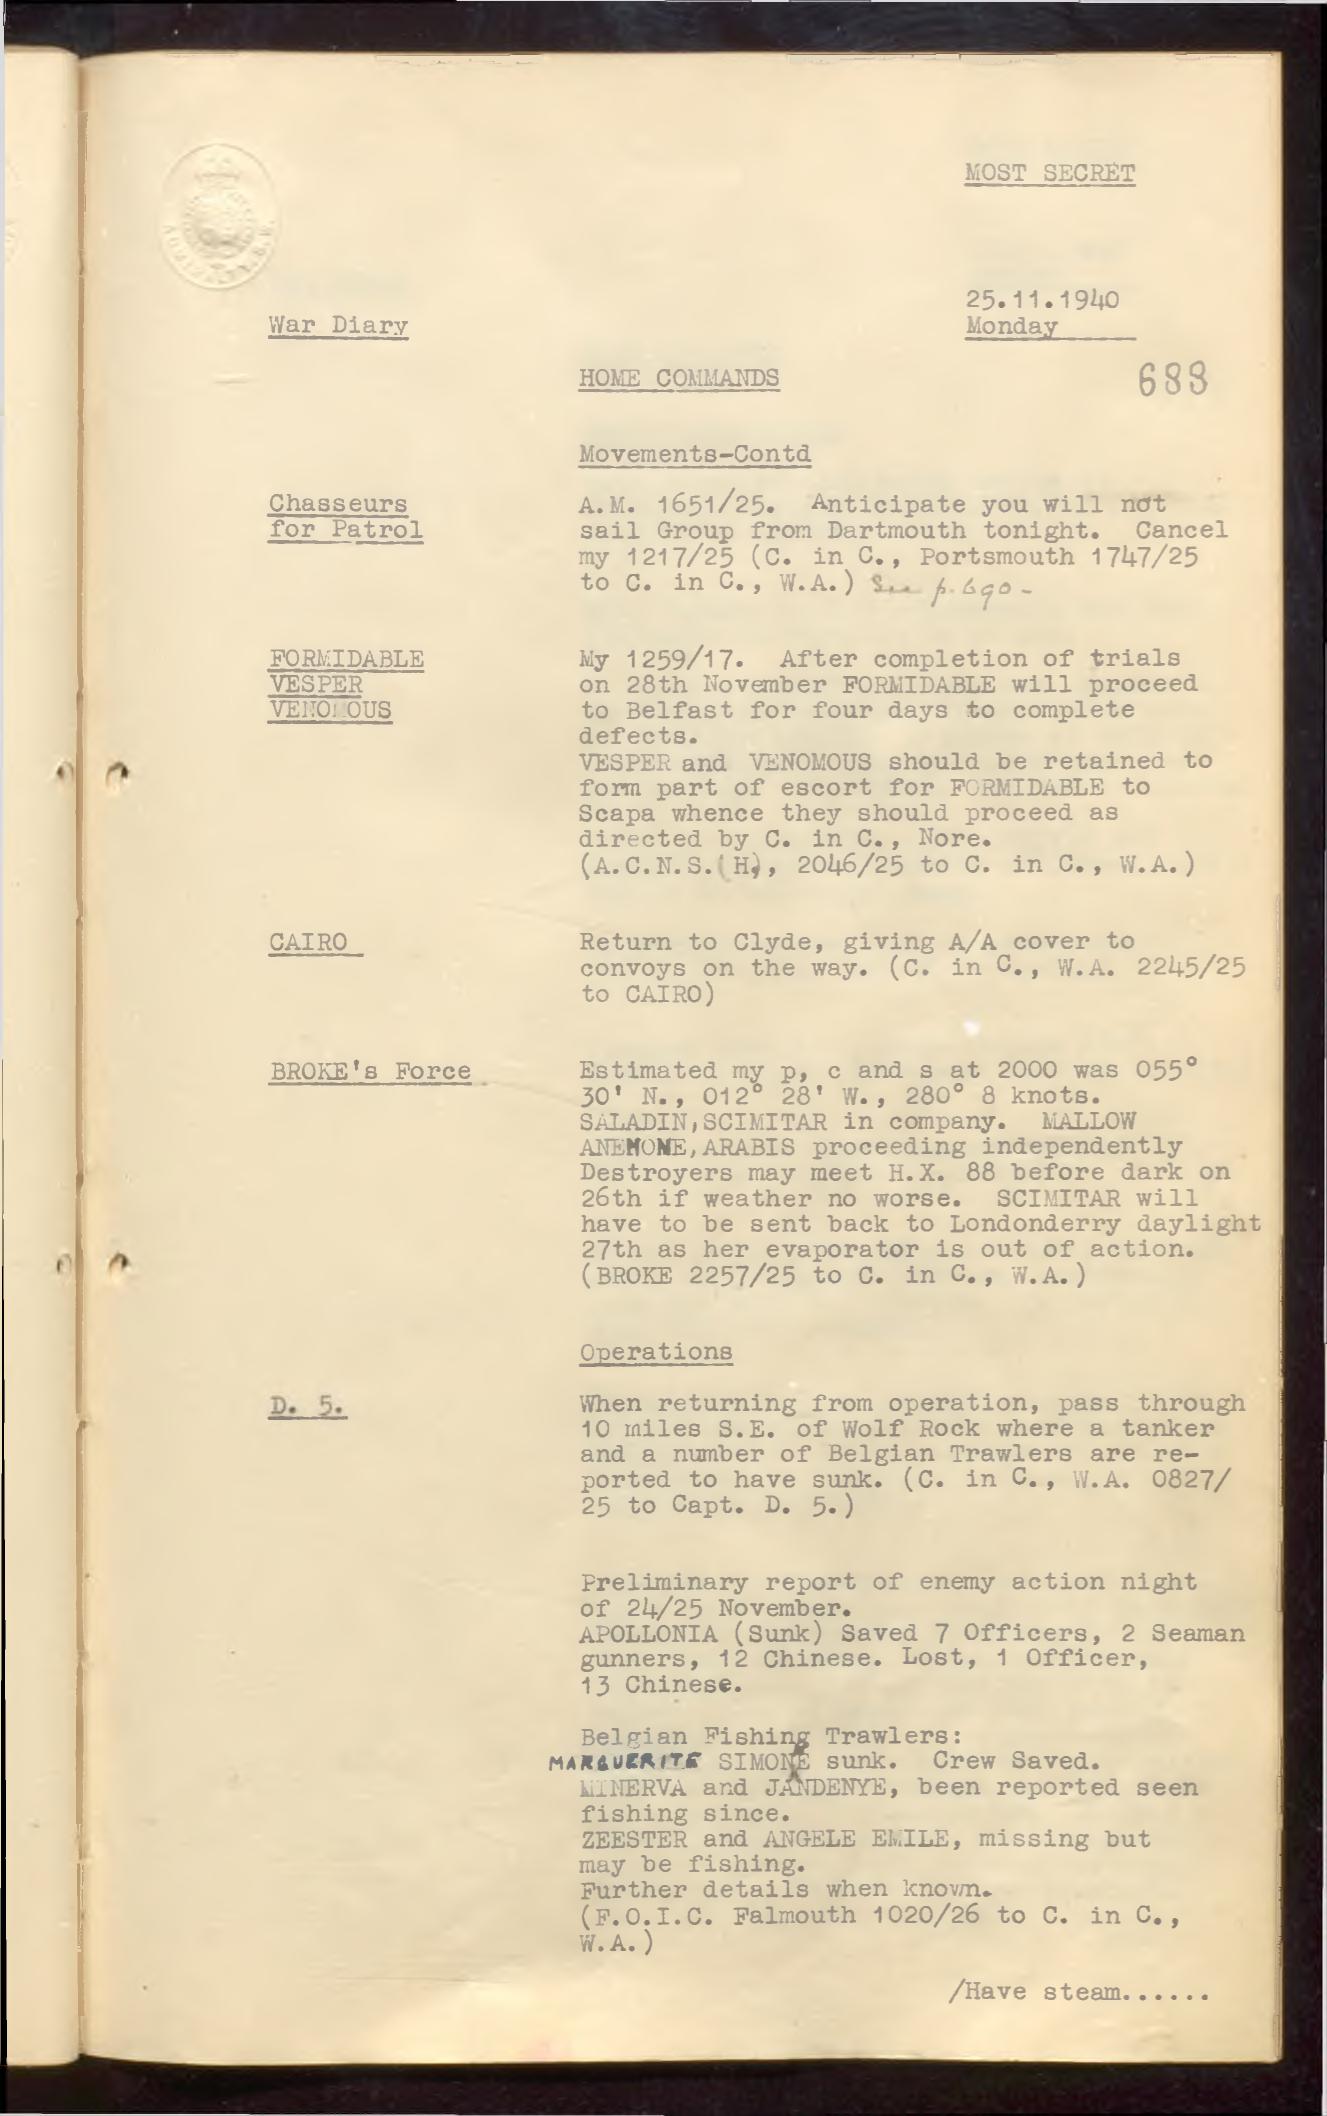 MOST SECRET
25.11.1940
War Diary
Monday
HOME COMMANDS
688
Movements-Contd
Chasseurs
for Patrol
A.M. 1651/25. Anticipate you will not
sail Group from Dartmouth tonight. Cancel
my 1217/25 (C. in C., Portsmouth 1747/25
to C. in C., W.A.) See p. 690 -
FORMIDABLE
VESPER
VENOMOUS
My 1259/17. After completion of trials
on 28th November FORMIDABLE will proceed
to Belfast for four days to complete
defects.
VESPER and VENOMOUS should be retained to
form part of escort for FORMIDABLE to
Scapa whence they should proceed as
directed by C. in C., Nore.
(A.C.N.S.(H), 2046/25 to C. in C., W.A.)
CAIRO
Return to Clyde, giving A/A cover to
convoys on the way. (C. in C., W.A. 2245/25
to CAIRO)
BROKE's Force
Estimated my p, c and s at 2000 was 055°
30' N., 012° 28' W., 280° 8 knots.
SALADIN, SCIMITAR in company. MALLOW
ANEMONE, ARABIS proceeding independently
Destroyers may meet H.X. 88 before dark on
26th if weather no worse. SCIMITAR will
have to be sent back to Londonderry daylight
27th as her evaporator is out of action.
(BROKE 2257/25 to C. in C., W.A.)
Operations
D. 5.
When returning from operation, pass through
10 miles S.E. of Wolf Rock where a tanker
and a number of Belgian Trawlers are re-
ported to have sunk. (C. in C., W.A. 0827/
25 to Capt. D. 5.)
Preliminary report of enemy action night
of 24/25 November.
APOLLONIA (Sunk) Saved 7 Officers, 2 Seaman
gunners, 12 Chinese. Lost, 1 Officer,
13 Chinese.
Belgian Fishing Trawlers:
MARGUERITE SIMONE sunk. Crew Saved.
MINERVA and JANDENYE, been reported seen
fishing since.
ZEESTER and ANGELE EMILE, missing but
may be fishing.
Further details when known.
(F.O.I.C. Falmouth 1020/26 to C. in C.,
W.A.)
/Have steam......